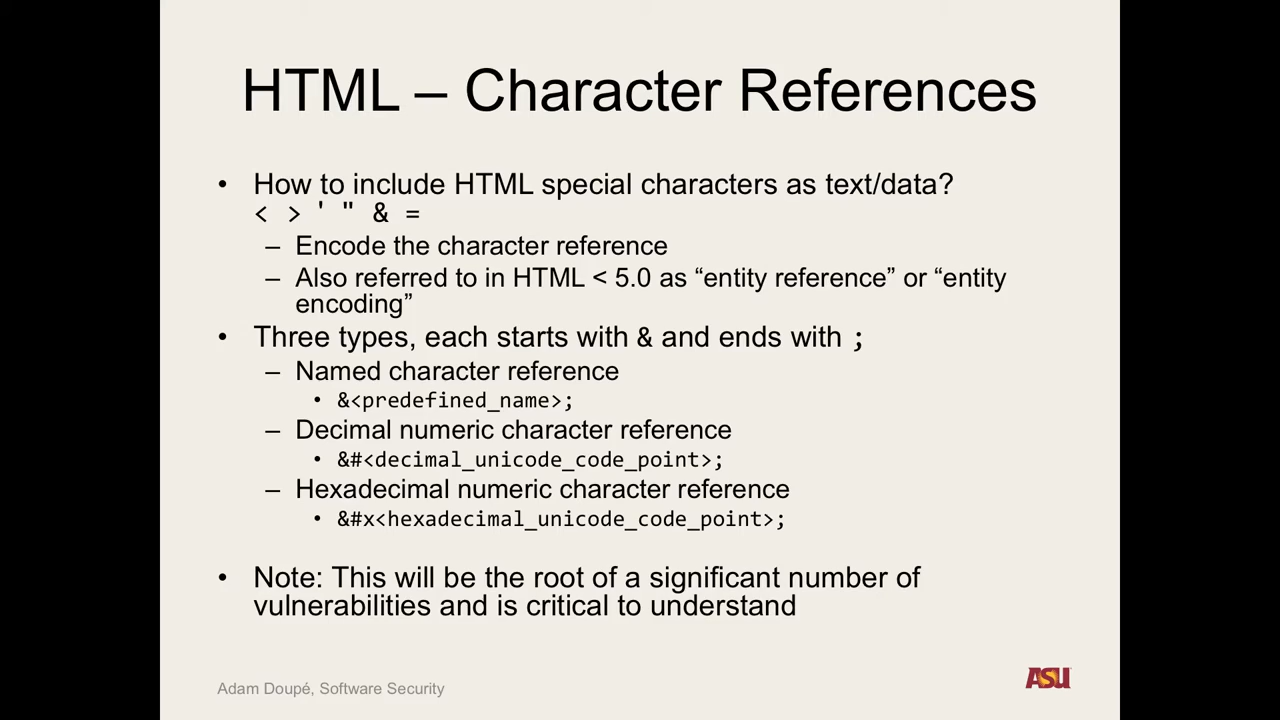 HTML – Character References
• How to include HTML special characters as text/data?
< > ' " & =
– Encode the character reference
– Also referred to in HTML < 5.0 as “entity reference” or “entity
encoding”
• Three types, each starts with & and ends with ;
– Named character reference
• &<predefined_name>;
– Decimal numeric character reference
• &#<decimal_unicode_code_point>;
– Hexadecimal numeric character reference
• &#x<hexadecimal_unicode_code_point>;
• Note: This will be the root of a significant number of
vulnerabilities and is critical to understand
Adam Doupé, Software Security
ASU